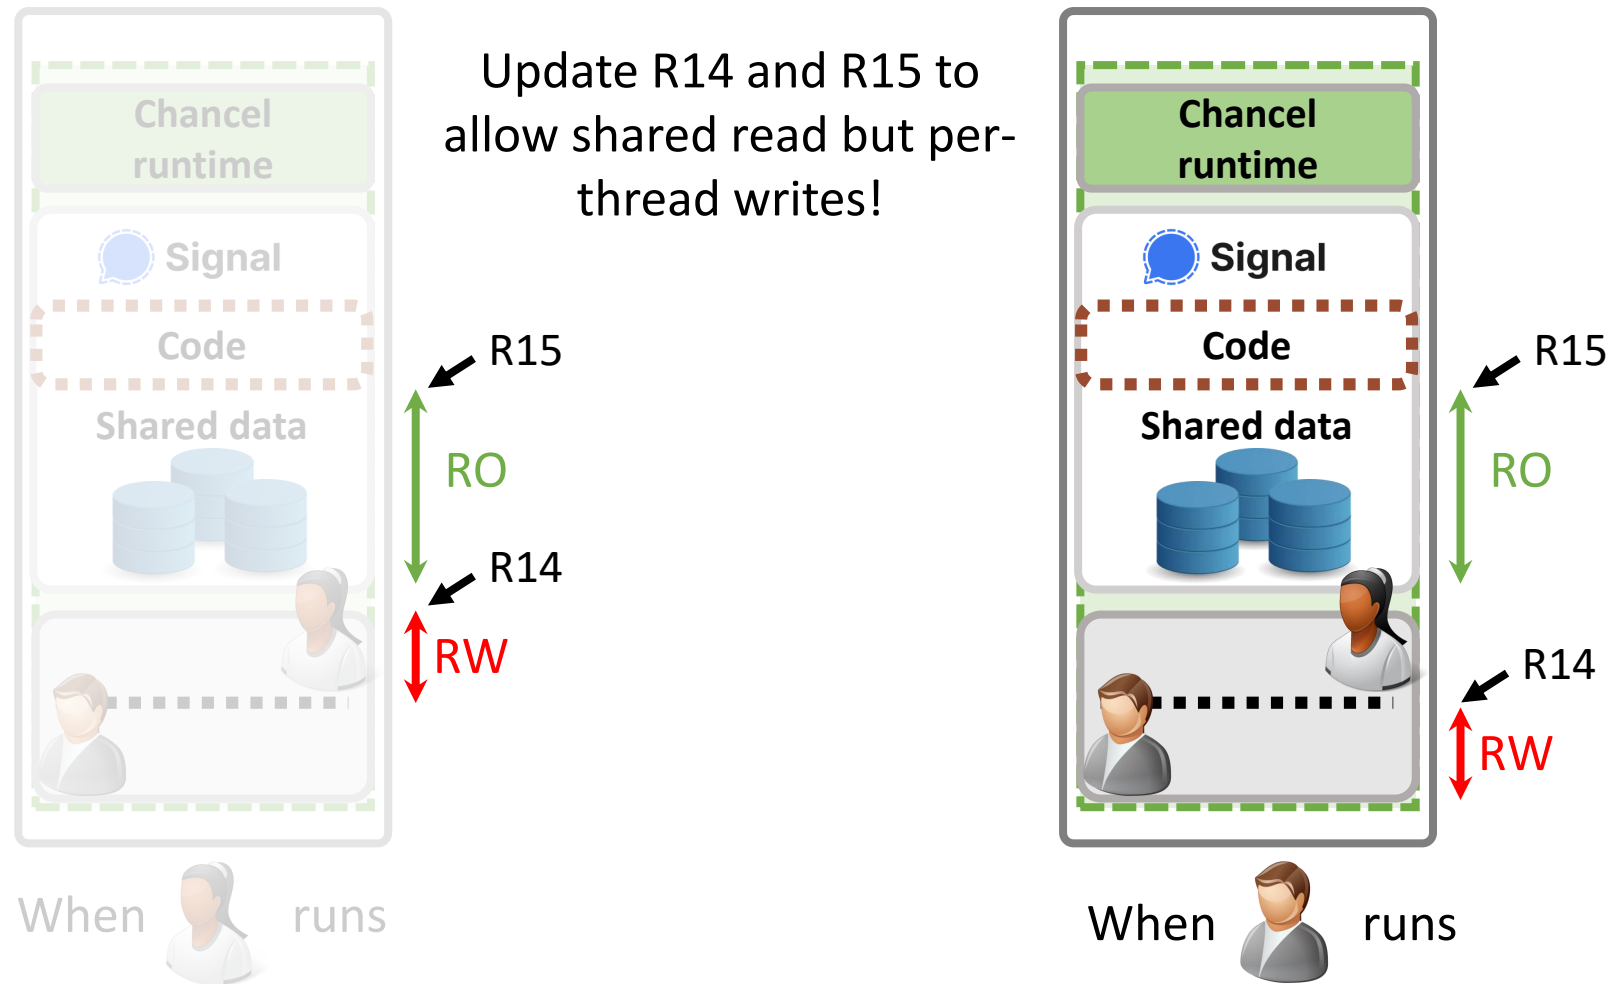 Update R14 and R15 to
allow shared read but per-
thread writes!
Chancel
runtime
Signal
Code
Shared data
R15
RO
R14
RW
When runs
Chancel
runtime
Signal
Code
Shared data
R15
RO
R14
RW
When runs